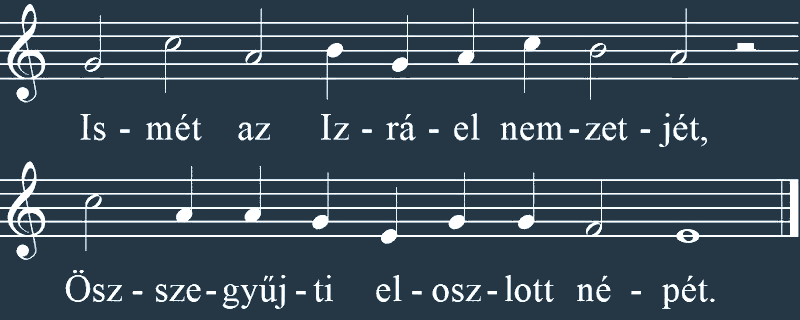 Is - mét az Iz - rá - el nem - zet - jét,
Ösz - sze - gyűj - ti el - osz - lott né - pét.